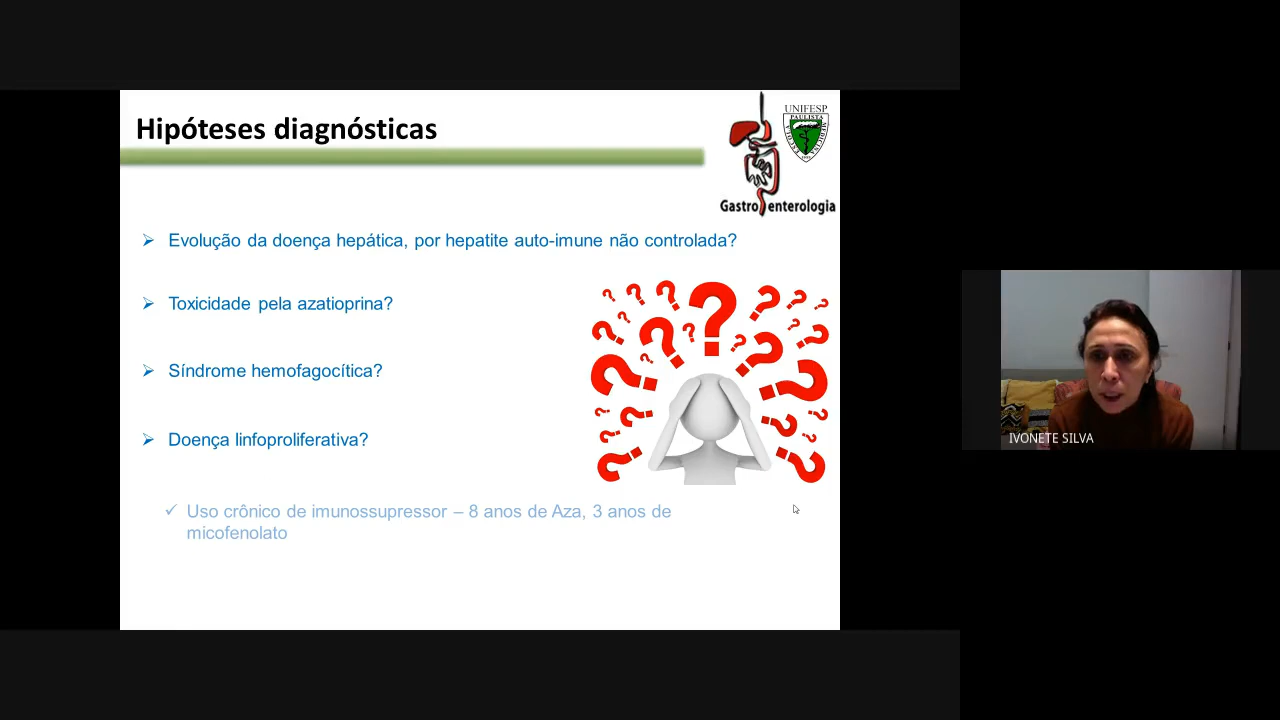 Hipóteses diagnósticas
UNIFESP
PAULISTA
Gastroenterologia
Evolução da doença hepática, por hepatite auto-imune não controlada?
Toxicidade pela azatioprina?
Síndrome hemofagocítica?
Doença linfoproliferativa?
Uso crônico de imunossupressor – 8 anos de Aza, 3 anos de
micofenolato
IVONETE SILVA